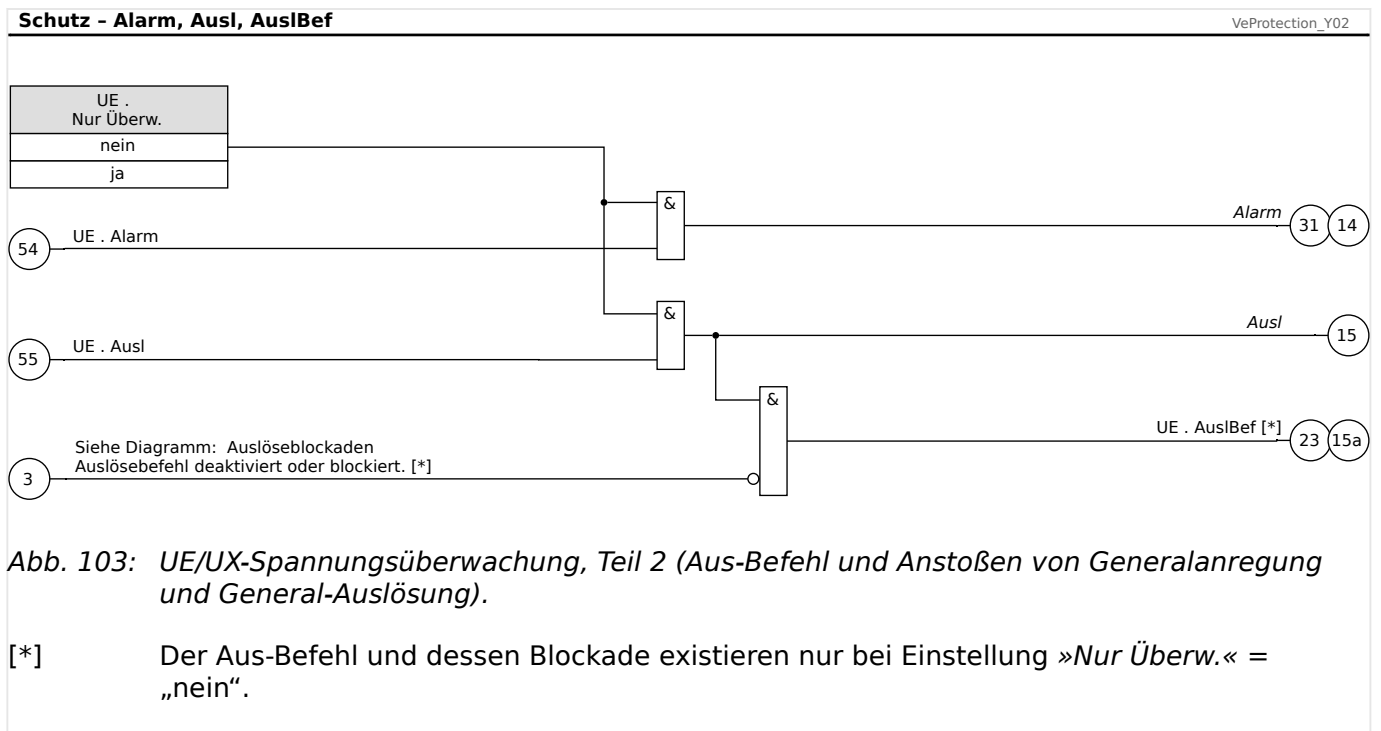 Schutz – Alarm, Ausl, AuslBef
VeProtection_Y02
UE .
Nur Überw.
nein
ja
&
Alarm
31 14
UE . Alarm
54
&
Ausl
15
UE . Ausl
55
&
UE . AuslBef [*]
23 15a
Siehe Diagramm: Auslöseblockaden
Auslösebefehl deaktiviert oder blockiert. [*]
3
Abb. 103: UE/UX-Spannungsüberwachung, Teil 2 (Aus-Befehl und Anstoßen von Generalanregung
und General-Auslösung).
[*] Der Aus-Befehl und dessen Blockade existieren nur bei Einstellung »Nur Überw.« =
„nein“.